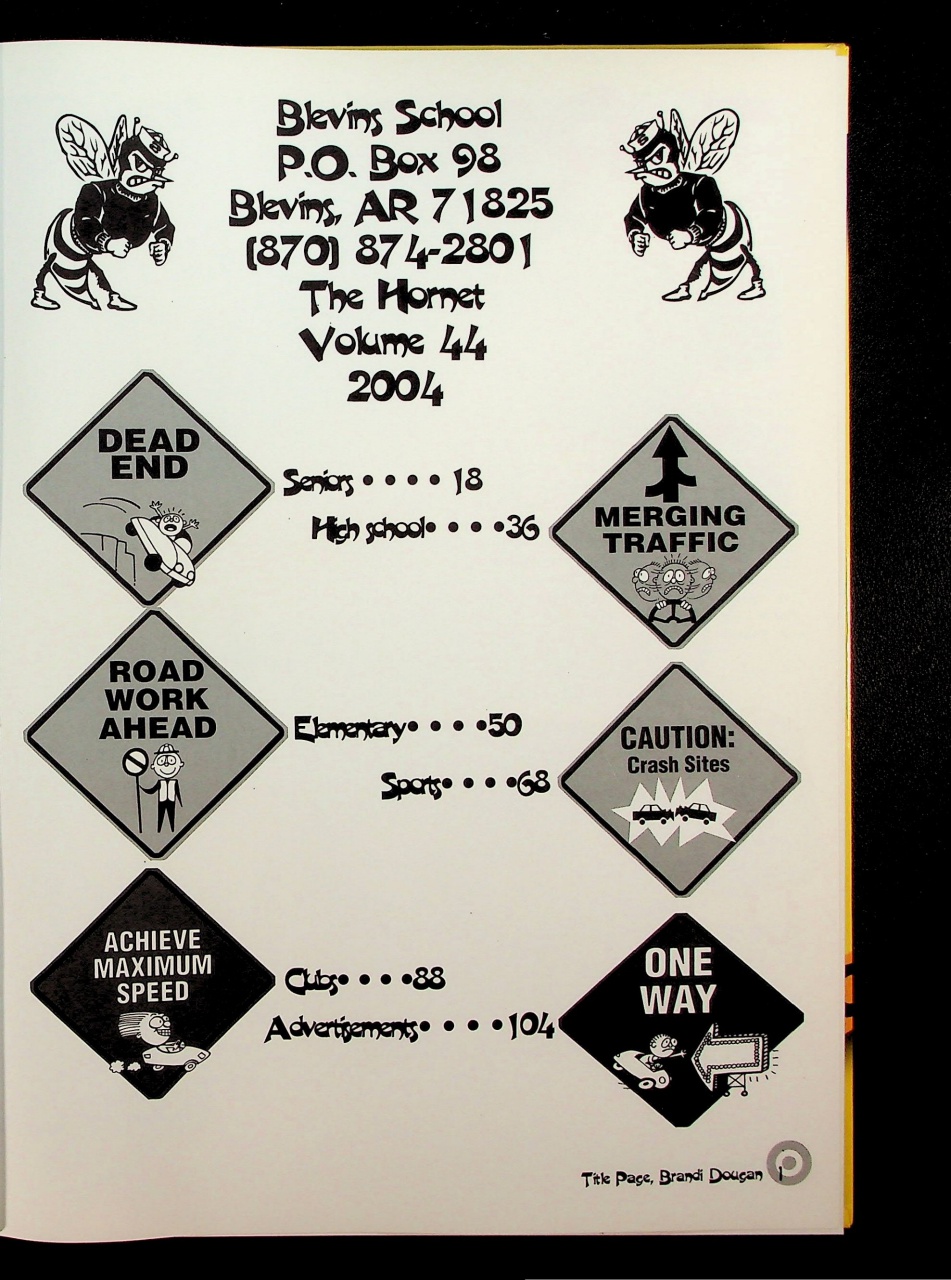 Blevins School
P.O. Box 98
Blevins, AR 71825
(870) 874-2801
The Hornet
Volume 44
2004
DEAD
END
Seniors • • • • 18
High school • • • • 36
MERGING
TRAFFIC
ROAD
WORK
AHEAD
Elementary • • • • 50
Sports • • • • 68
CAUTION:
Crash Sites
ACHIEVE
MAXIMUM
SPEED
Clubs • • • • 88
Advertisements • • • • 104
ONE
WAY
Title Page, Brandi Dougan 1